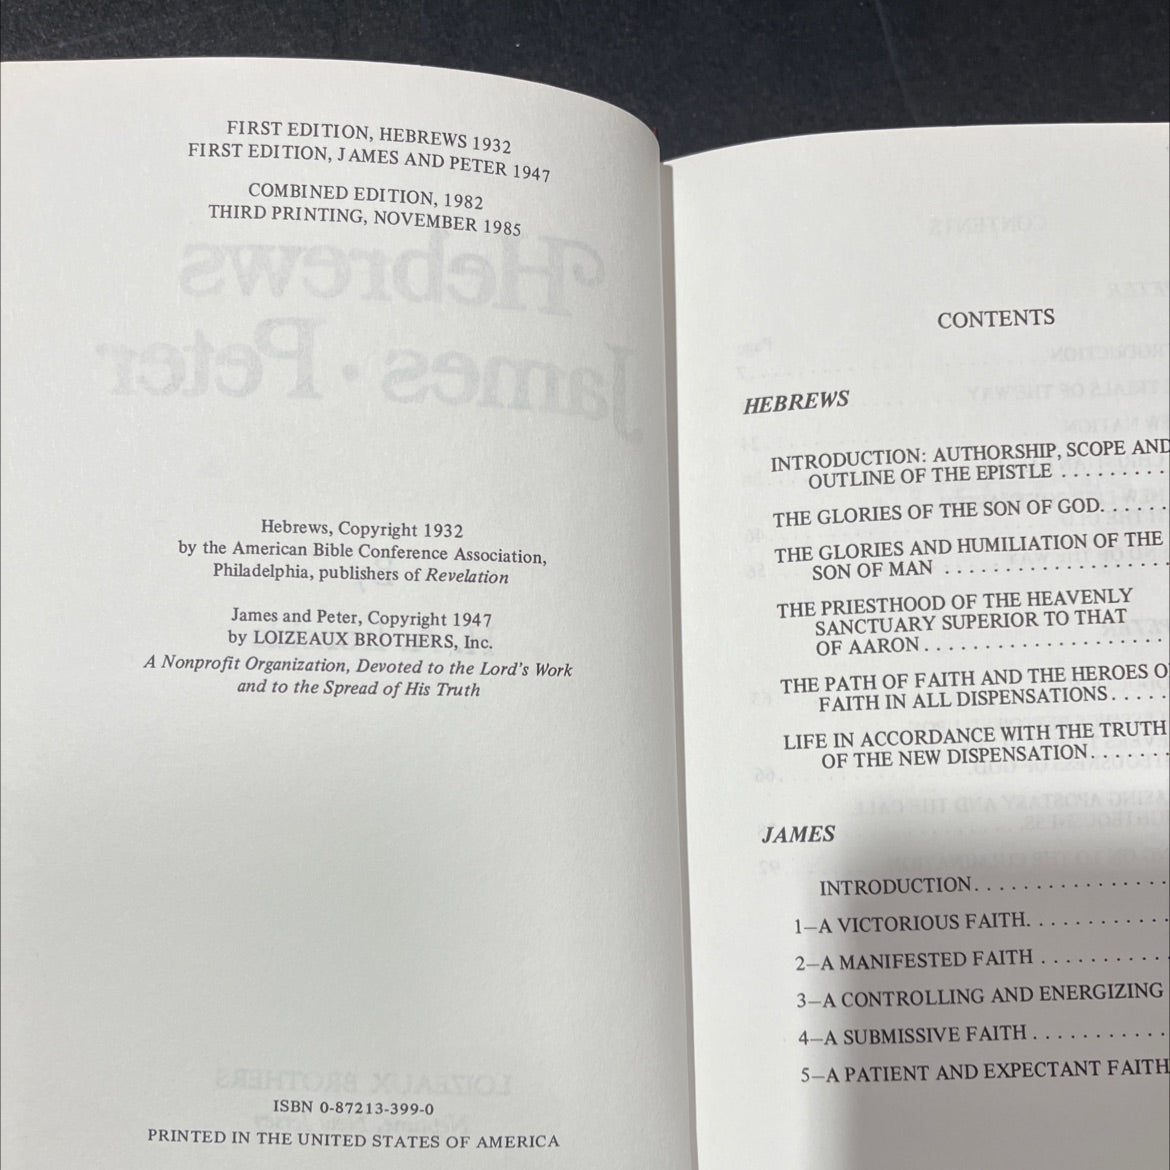 FIRST EDITION, HEBREWS 1932
FIRST EDITION, JAMES AND PETER 1947
COMBINED EDITION, 1982
THIRD PRINTING, NOVEMBER 1985
Hebrews
James • Peter
Hebrews, Copyright 1932
by the American Bible Conference Association,
Philadelphia, publishers of Revelation
James and Peter, Copyright 1947
by LOIZEAUX BROTHERS, Inc.
A Nonprofit Organization, Devoted to the Lord's Work
and to the Spread of His Truth
LOIZEAUX BROTHERS
ISBN 0-87213-399-0
PRINTED IN THE UNITED STATES OF AMERICA
CONTENTS
HEBREWS
INTRODUCTION: AUTHORSHIP, SCOPE AND
OUTLINE OF THE EPISTLE . . . . . . . . .
THE GLORIES OF THE SON OF GOD. . . . . .
THE GLORIES AND HUMILIATION OF THE
SON OF MAN . . . . . . . . . . . . . . . . . . .
THE PRIESTHOOD OF THE HEAVENLY
SANCTUARY SUPERIOR TO THAT
OF AARON . . . . . . . . . . . . . . . . . . . . .
THE PATH OF FAITH AND THE HEROES O
FAITH IN ALL DISPENSATIONS . . . . .
LIFE IN ACCORDANCE WITH THE TRUTH
OF THE NEW DISPENSATION. . . . . . .
JAMES
INTRODUCTION. . . . . . . . . . . . . . . .
1—A VICTORIOUS FAITH. . . . . . . . . . . .
2—A MANIFESTED FAITH . . . . . . . . . .
3—A CONTROLLING AND ENERGIZING
4—A SUBMISSIVE FAITH . . . . . . . . . . .
5—A PATIENT AND EXPECTANT FAITH